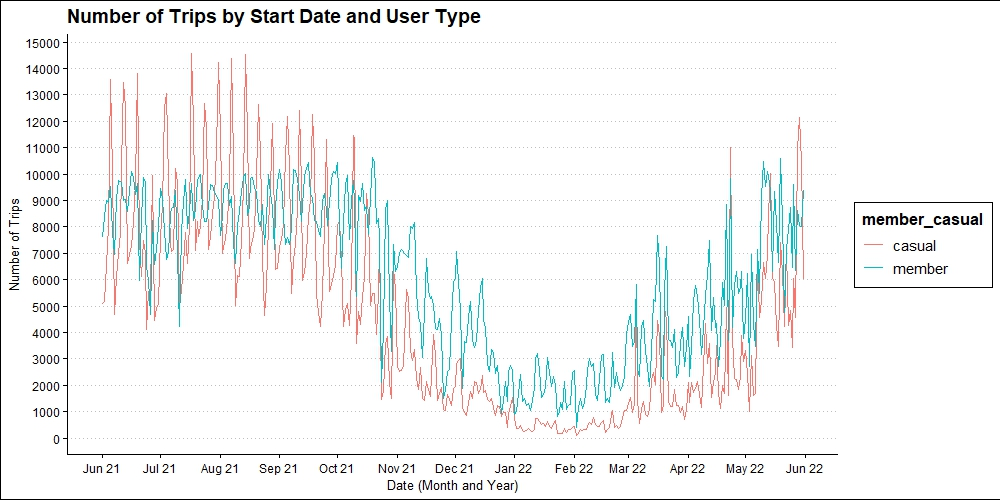 Number of Trips by Start Date and User Type
Number of Trips
15000
14000
13000
12000
11000
10000
9000
8000
7000
6000
5000
4000
3000
2000
1000
0
Jun 21 Jul 21 Aug 21 Sep 21 Oct 21 Nov 21 Dec 21 Jan 22 Feb 22 Mar 22 Apr 22 May 22 Jun 22
Date (Month and Year)
member_casual
casual
member